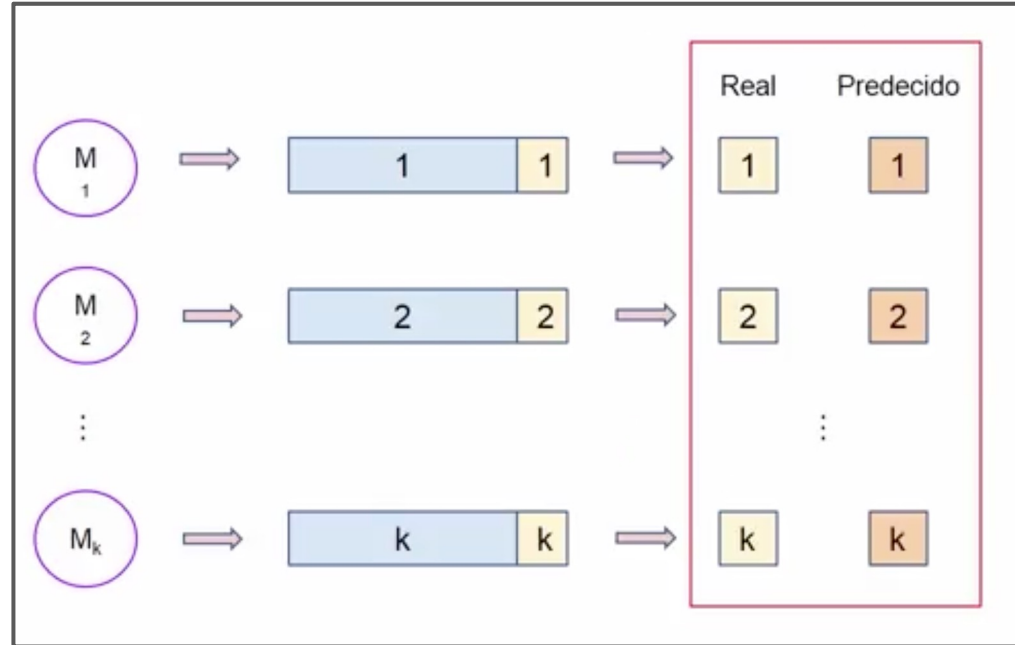 Real Predecido
M
1
1 1 1 1
M
2
2 2 2 2
⋮ ⋮
Mk k k k k